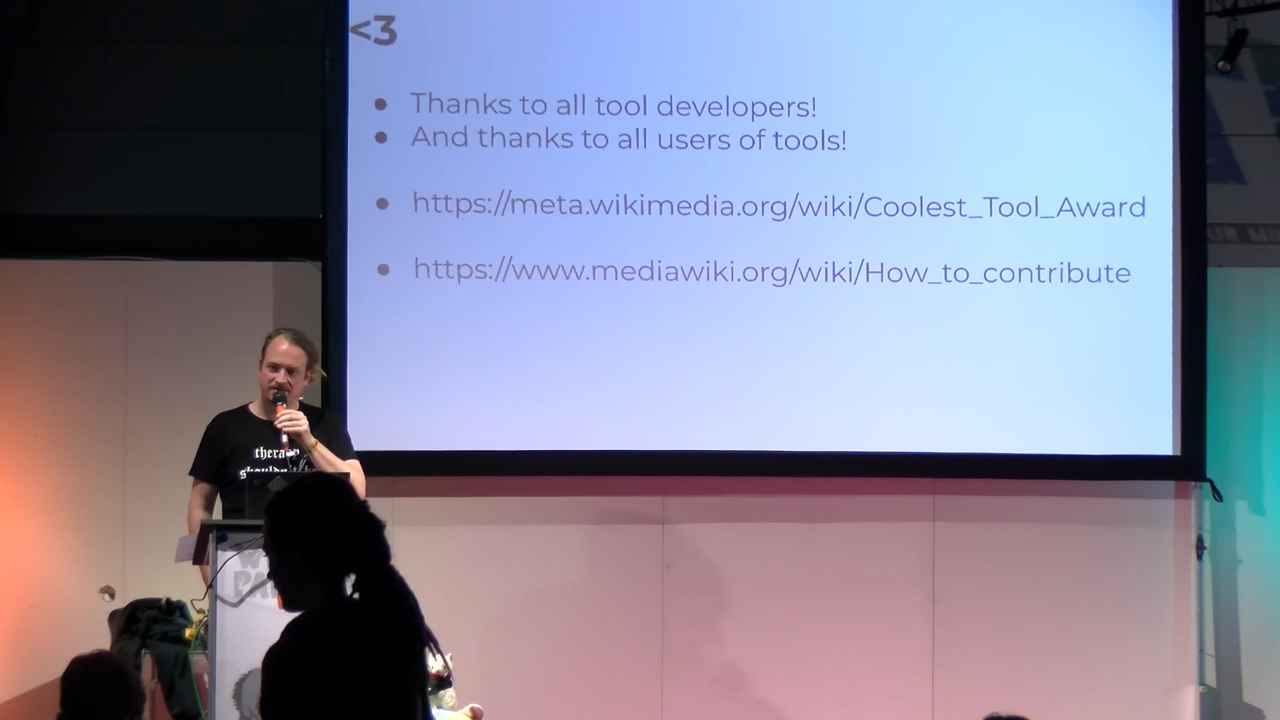 <3
Thanks to all tool developers!
And thanks to all users of tools!
https://meta.wikimedia.org/wiki/Coolest_Tool_Award
https://www.mediawiki.org/wiki/How_to_contribute
therapy